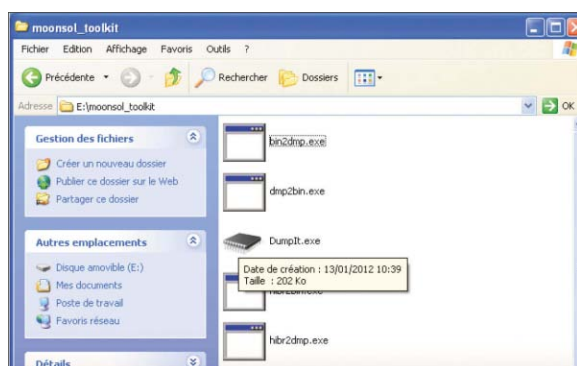 moonsol_toolkit
Fichier Edition Affichage Favoris Outils ?
Précédente Rechercher Dossiers
Adresse E:\moonsol_toolkit OK
Gestion des fichiers
Créer un nouveau dossier
Publier ce dossier sur le Web
Partager ce dossier
Autres emplacements
Disque amovible (E:)
Mes documents
Poste de travail
Favoris réseau
Détails
bin2dmp.exe
dmp2bin.exe
DumpIt.exe
Date de création : 13/01/2012 10:39
Taille : 202 Ko
hibr2bin.exe
hibr2dmp.exe